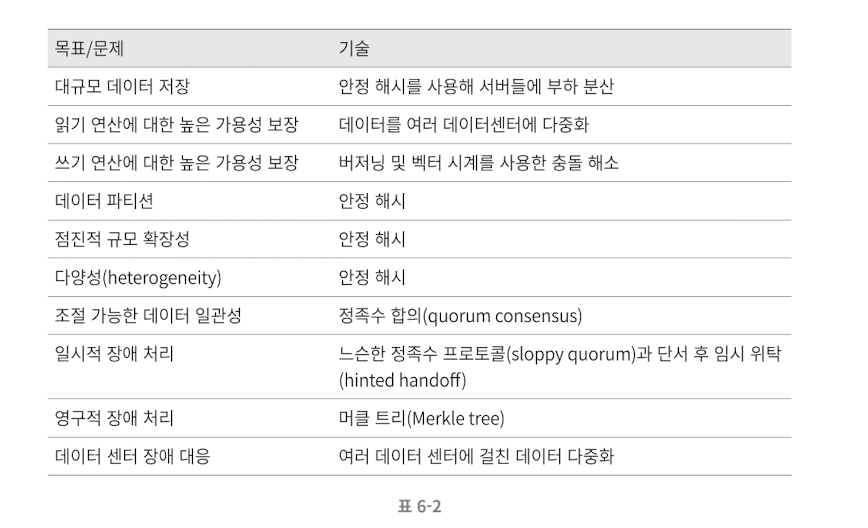 목표/문제 기술
대규모 데이터 저장 안정 해시를 사용해 서버들에 부하 분산
읽기 연산에 대한 높은 가용성 보장 데이터를 여러 데이터센터에 다중화
쓰기 연산에 대한 높은 가용성 보장 버저닝 및 벡터 시계를 사용한 충돌 해소
데이터 파티션 안정 해시
점진적 규모 확장성 안정 해시
다양성(heterogeneity) 안정 해시
조절 가능한 데이터 일관성 정족수 합의(quorum consensus)
일시적 장애 처리 느슨한 정족수 프로토콜(sloppy quorum)과 단서 후 임시 위탁
(hinted handoff)
영구적 장애 처리 머클 트리(Merkle tree)
데이터 센터 장애 대응 여러 데이터 센터에 걸친 데이터 다중화
표 6-2